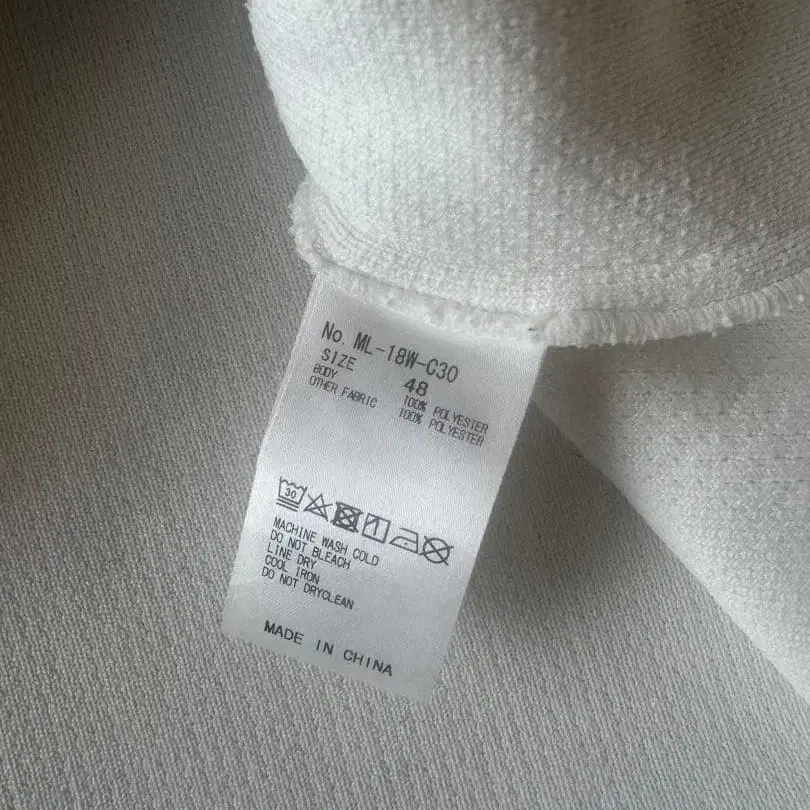 No. ML-18W-C30
SIZE 48
BODY 100% POLYESTER
OTHER FABRIC 100% POLYESTER
30
MACHINE WASH COLD
DO NOT BLEACH
LINE DRY
COOL IRON
DO NOT DRYCLEAN
MADE IN CHINA